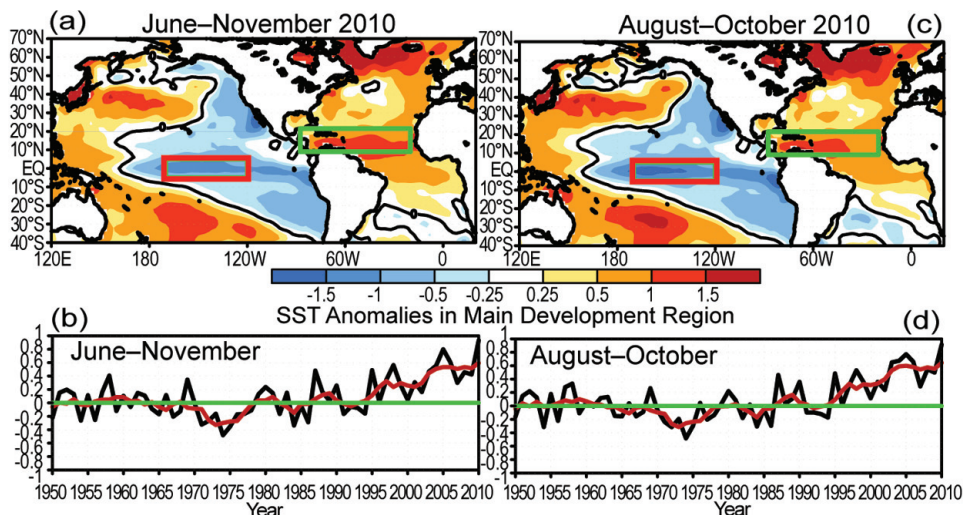 (a) June–November 2010
August–October 2010 (c)
70°N
60°N
50°N
40°N
30°N
20°N
10°N
EQ
10°S
20°S
30°S
40°S
120E 180 120W 60W 0
70°N
60°N
50°N
40°N
30°N
20°N
10°N
EQ
10°S
20°S
30°S
40°S
120E 180 120W 60W 0
-1.5 -1 -0.5 -0.25 0.25 0.5 1 1.5
SST Anomalies in Main Development Region
(b)
June–November
1
0.8
0.6
0.4
0.2
0
-0.2
-0.4
-0.6
-0.8
-1
1950 1955 1960 1965 1970 1975 1980 1985 1990 1995 2000 2005 2010
Year
(d)
August–October
1
0.8
0.6
0.4
0.2
0
-0.2
-0.4
-0.6
-0.8
-1
1950 1955 1960 1965 1970 1975 1980 1985 1990 1995 2000 2005 2010
Year